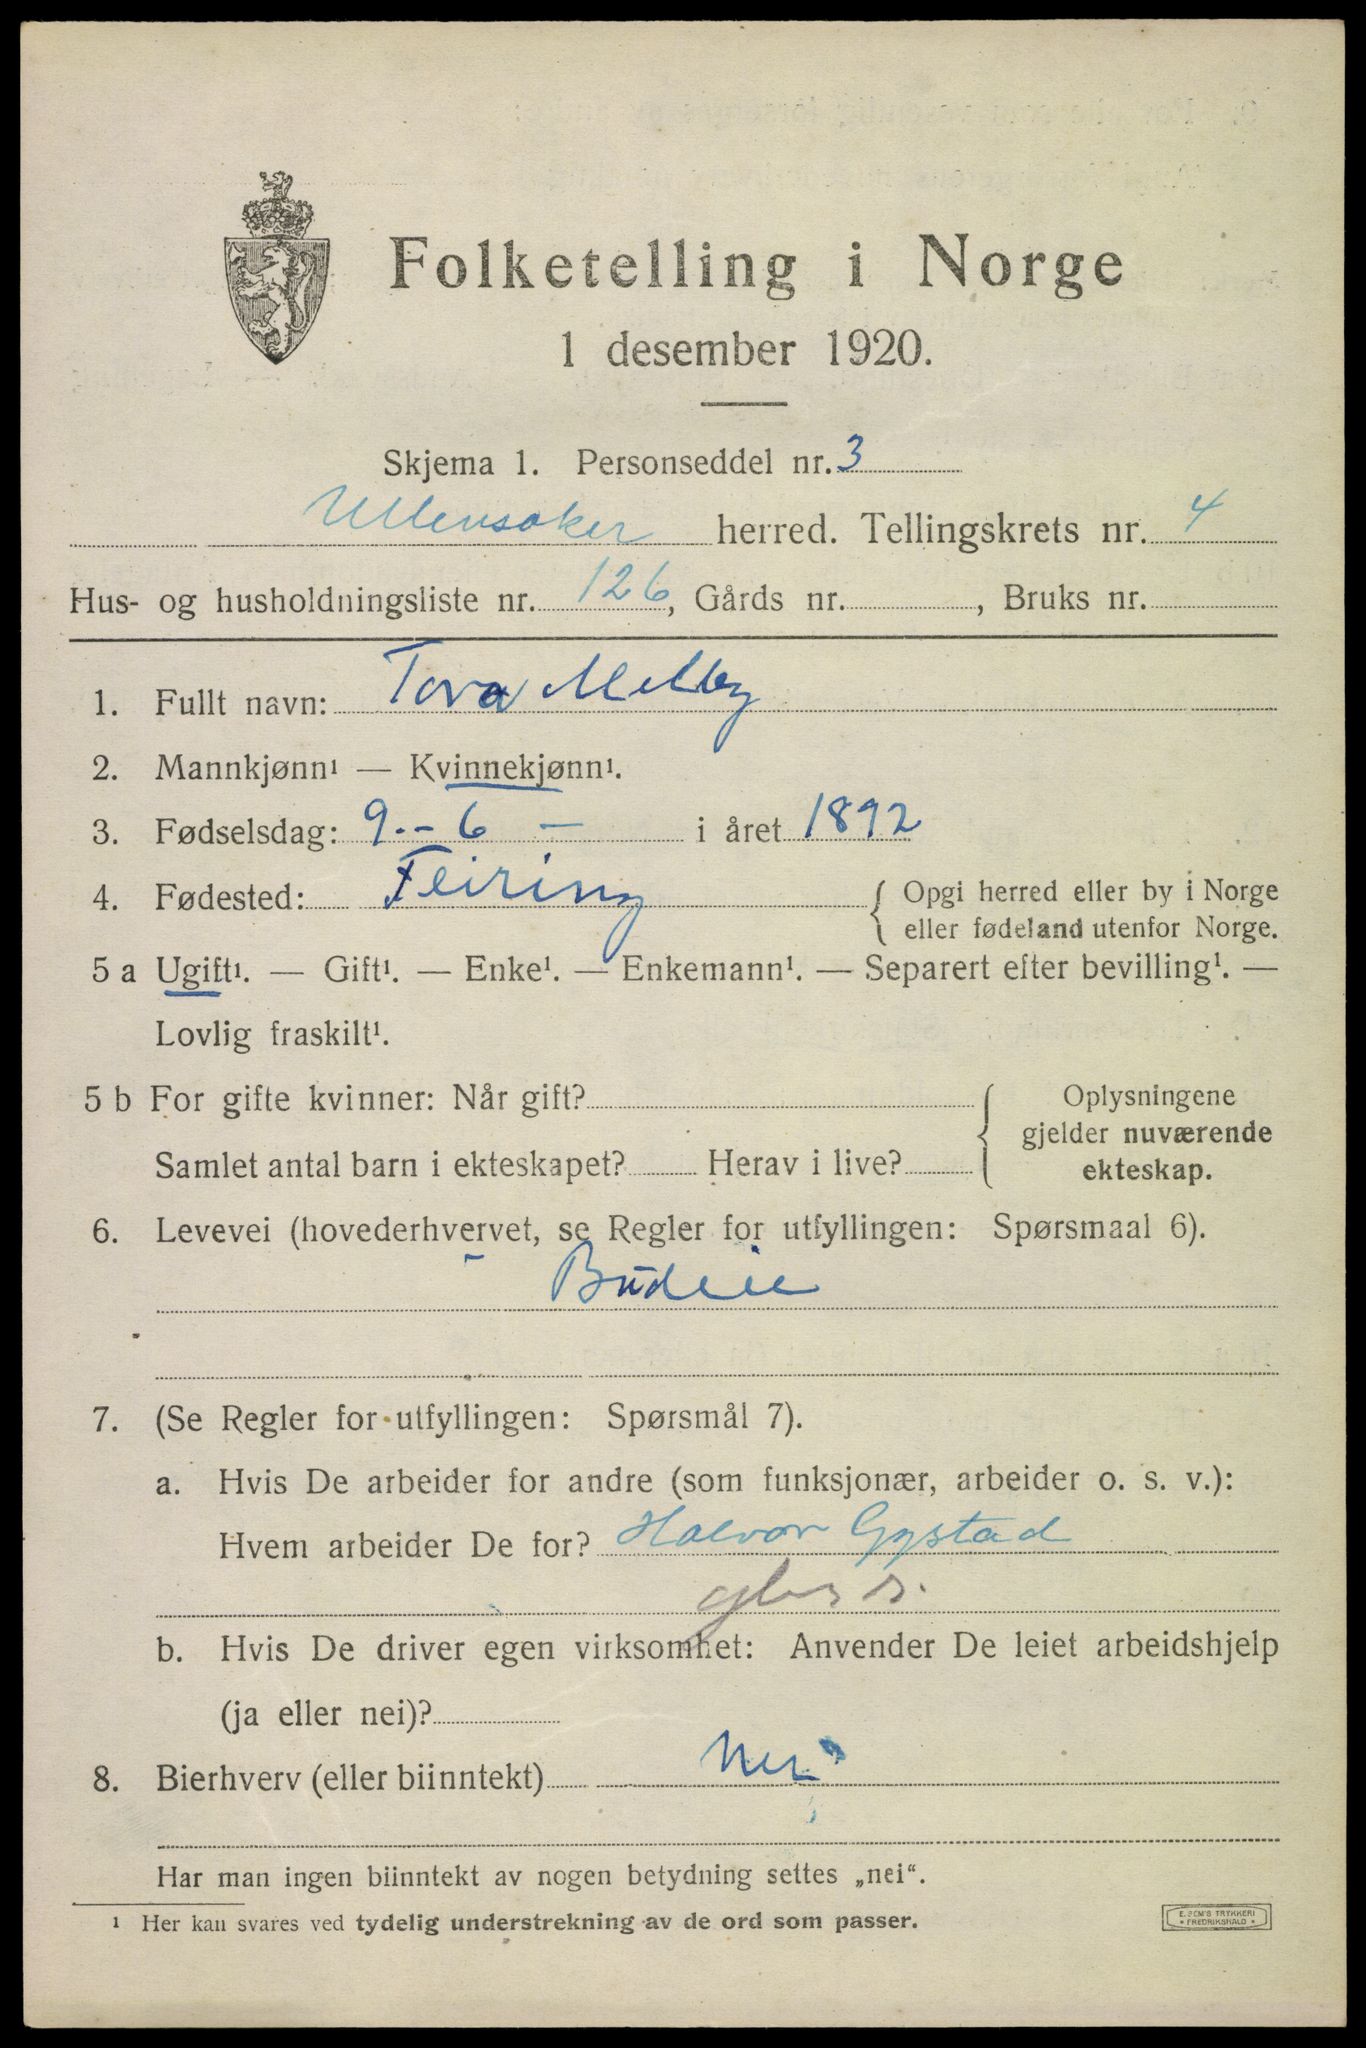 Folketelling i Norge
1 desember 1920.
Skjema 1. Personseddel nr. 3
Ullensaker herred. Tellingskrets nr. 4
Hus- og husholdningsliste nr. 126, Gårds nr. , Bruks nr.
1. Fullt navn: Tora Melby
2. Mannkjønn¹ — Kvinnekjønn¹.
3. Fødselsdag: 9.-6 - i året 1892
4. Fødested: Feiring
Opgi herred eller by i Norge
eller fødeland utenfor Norge.
5 a Ugift¹. — Gift¹. — Enke¹. — Enkemann¹. — Separert efter bevilling¹. —
Lovlig fraskilt¹.
5 b For gifte kvinner: Når gift?
Samlet antal barn i ekteskapet? Herav i live?
Oplysningene
gjelder nuværende
ekteskap.
6. Levevei (hovederhvervet, se Regler for utfyllingen: Spørsmaal 6).
Budeie
7. (Se Regler for utfyllingen: Spørsmål 7).
a. Hvis De arbeider for andre (som funksjonær, arbeider o. s. v.):
Hvem arbeider De for? Halvor Gystad
b. Hvis De driver egen virksomhet: Anvender De leiet arbeidshjelp
(ja eller nei)?
8. Bierhverv (eller biinntekt) Nei
Har man ingen biinntekt av nogen betydning settes „nei“.
¹ Her kan svares ved tydelig understrekning av de ord som passer.
E. SEM'S TRYKKERI
• FREDRIKSHALD •